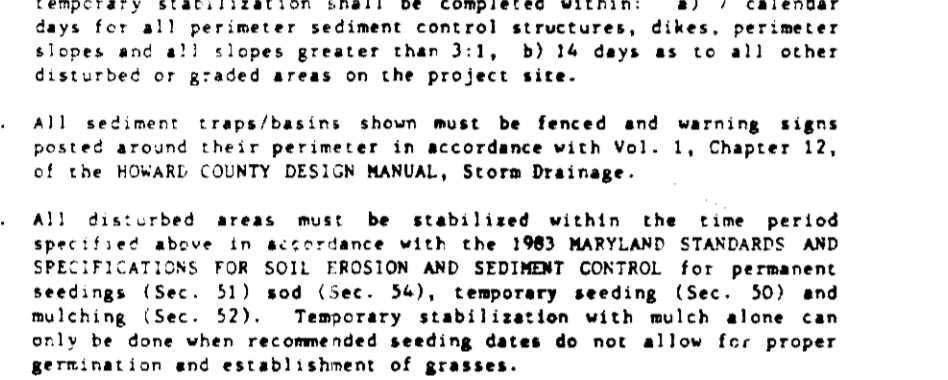 temporary stabilization shall be completed within: a) 7 calendar
days for all perimeter sediment control structures, dikes, perimeter
slopes and all slopes greater than 3:1, b) 14 days as to all other
disturbed or graded areas on the project site.
. All sediment traps/basins shown must be fenced and warning signs
posted around their perimeter in accordance with Vol. 1, Chapter 12,
of the HOWARD COUNTY DESIGN MANUAL, Storm Drainage.
. All disturbed areas must be stabilized within the time period
specified above in accordance with the 1983 MARYLAND STANDARDS AND
SPECIFICATIONS FOR SOIL EROSION AND SEDIMENT CONTROL for permanent
seedings (Sec. 51) sod (Sec. 54), temporary seeding (Sec. 50) and
mulching (Sec. 52). Temporary stabilization with mulch alone can
only be done when recommended seeding dates do not allow for proper
germination and establishment of grasses.